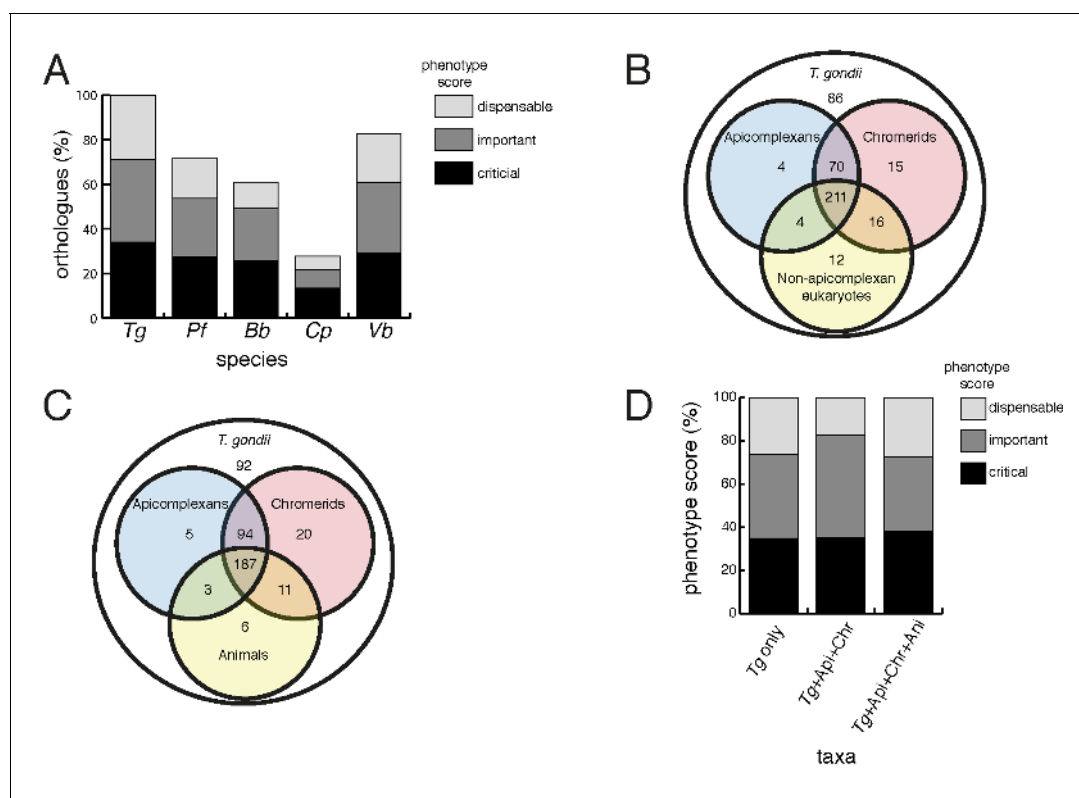 A
phenotype
score
dispensable
important
criticial
100
80
60
40
20
0
orthologues (%)
Tg Pf Bb Cp Vb
species
B
T. gondii
86
Apicomplexans
Chromerids
4
70
15
211
4
16
12
Non-apicomplexan
eukaryotes
C
T. gondii
92
Apicomplexans
Chromerids
5
94
20
187
3
11
6
Animals
D
phenotype
score
dispensable
important
critical
100
80
60
40
20
0
phenotype score (%)
Tg only
Tg+Api+Chr
Tg+Api+Chr+Ani
taxa